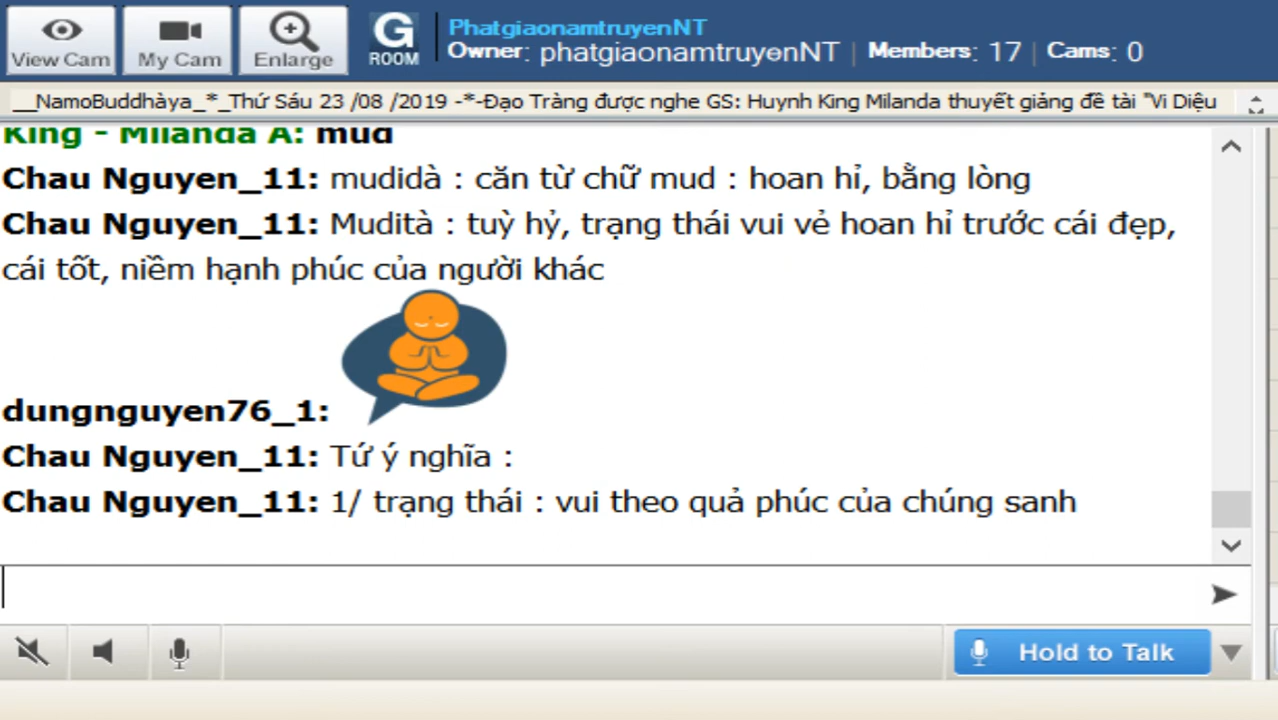 PhatgiaonamtruyenNT
View Cam My Cam Enlarge G ROOM Owner: phatgiaonamtruyenNT | Members: 17 | Cams: 0
__NamoBuddhàya_*_Thứ Sáu 23 /08 /2019 -*-Đạo Tràng được nghe GS: Huynh King Milanda thuyết giảng đề tài "Vi Diệu
King - Milanda A: mud
Chau Nguyen_11: mudidà : căn từ chữ mud : hoan hỉ, bằng lòng
Chau Nguyen_11: Mudità : tuỳ hỷ, trạng thái vui vẻ hoan hỉ trước cái đẹp,
cái tốt, niềm hạnh phúc của người khác
dungnguyen76_1:
Chau Nguyen_11: Tứ ý nghĩa :
Chau Nguyen_11: 1/ trạng thái : vui theo quả phúc của chúng sanh
Hold to Talk